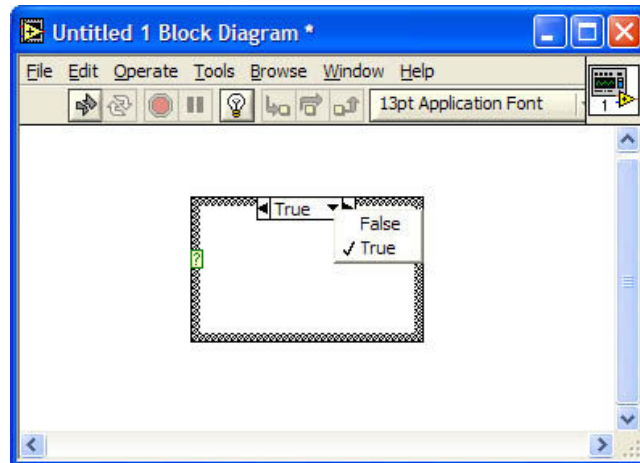 Untitled 1 Block Diagram *
File Edit Operate Tools Browse Window Help
13pt Application Font
1
True
False
✓ True
?